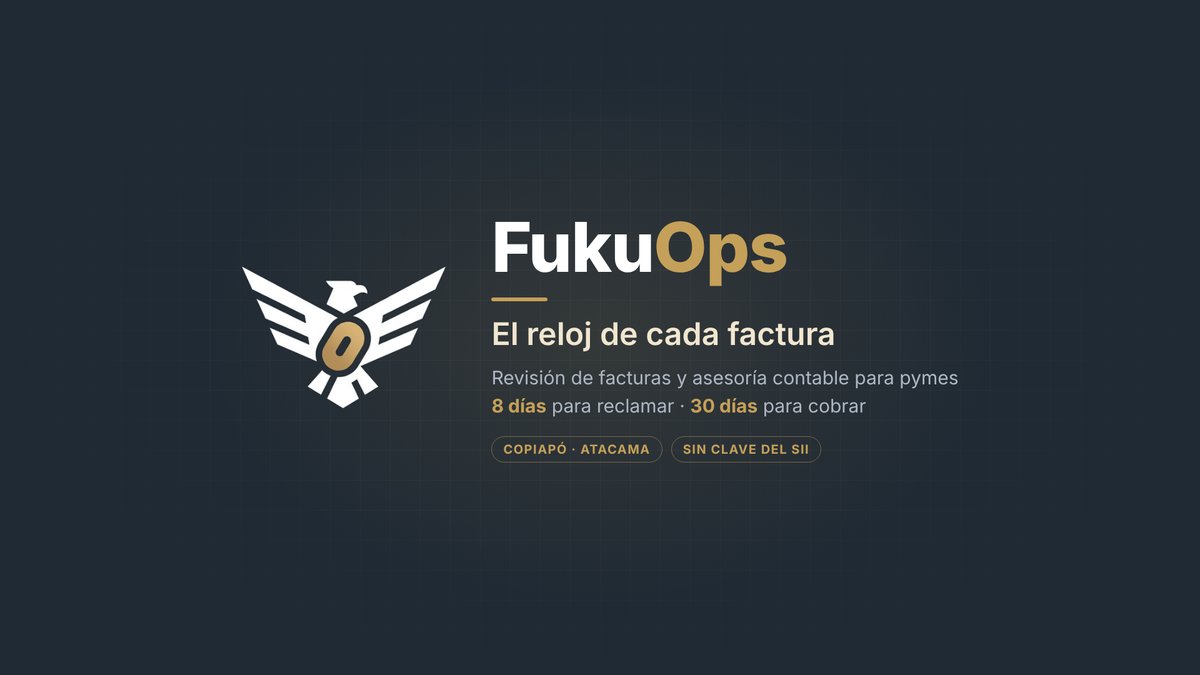 FukuOps
El reloj de cada factura
Revisión de facturas y asesoría contable para pymes
8 días para reclamar · 30 días para cobrar
COPIAPÓ · ATACAMA
SIN CLAVE DEL SII